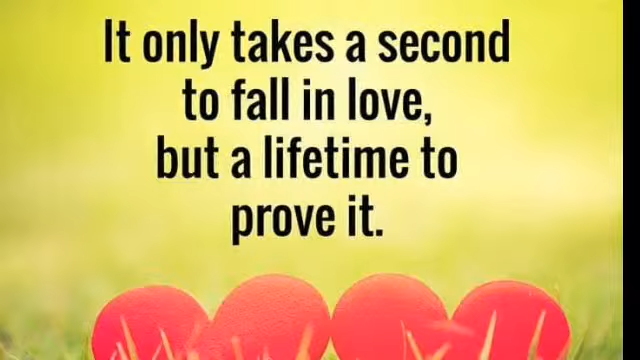 It only takes a second
to fall in love,
but a lifetime to
prove it.